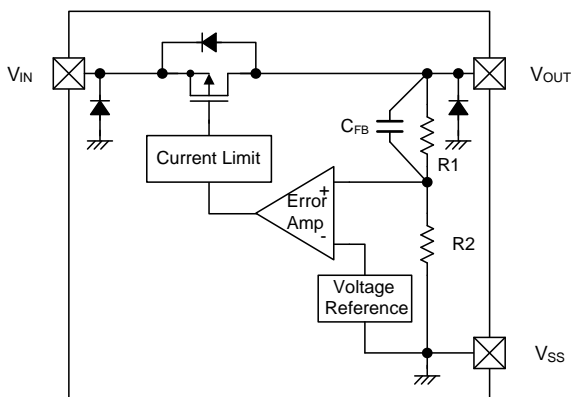 VIN
VOUT
CFB
R1
Current Limit
Error
Amp
+
-
R2
Voltage
Reference
VSS